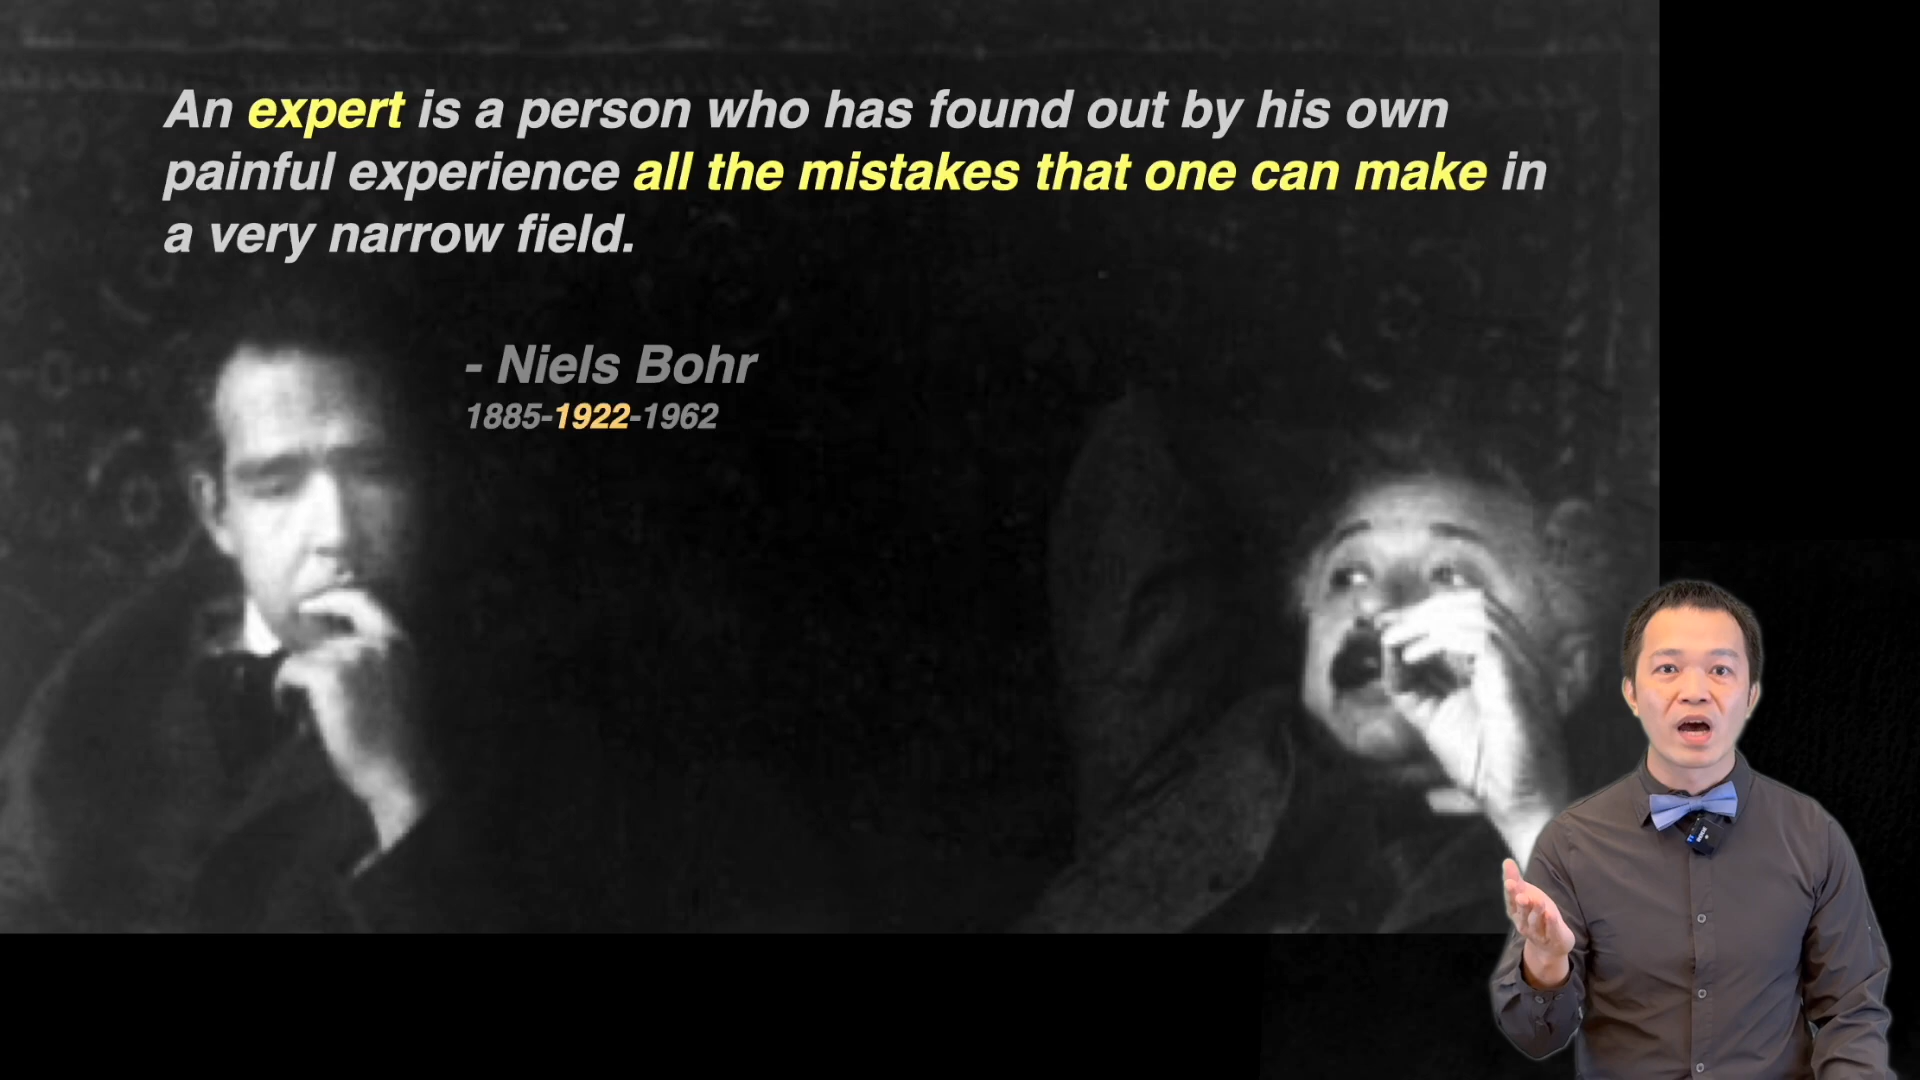 An expert is a person who has found out by his own
painful experience all the mistakes that one can make in
a very narrow field.
- Niels Bohr
1885-1922-1962